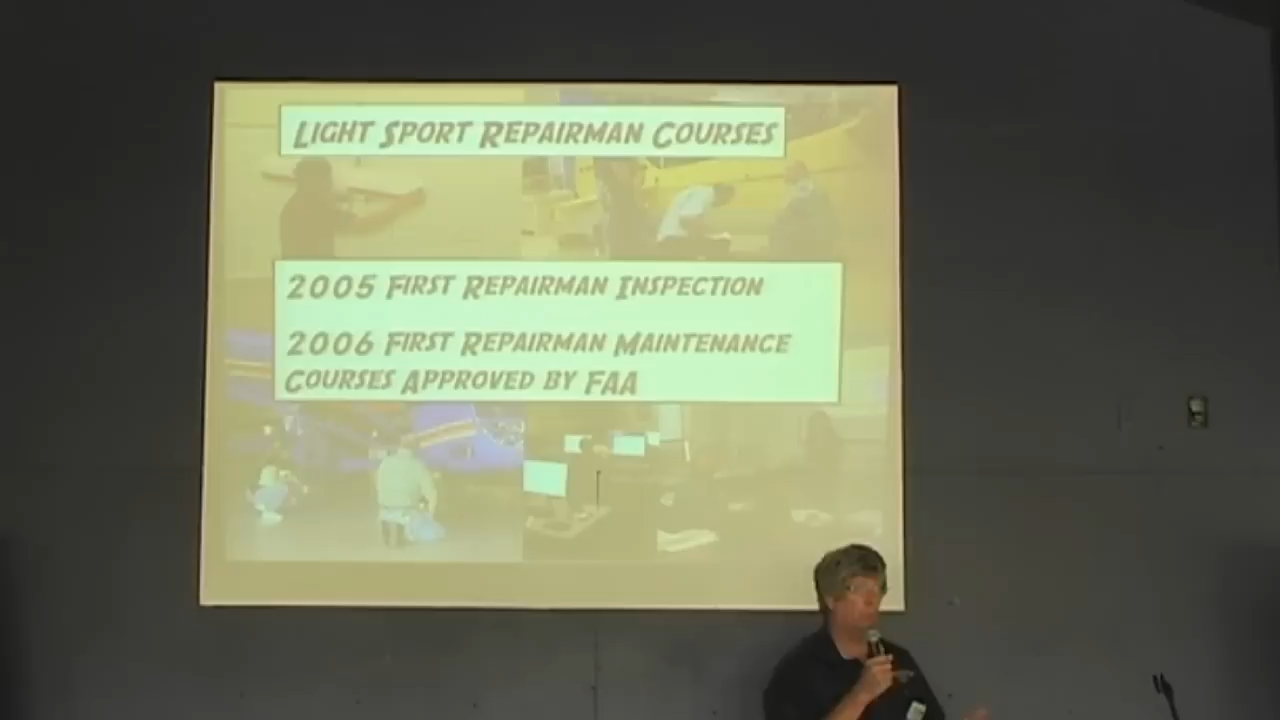 Light Sport Repairman Courses
2005 First Repairman Inspection
2006 First Repairman Maintenance
Courses Approved by FAA